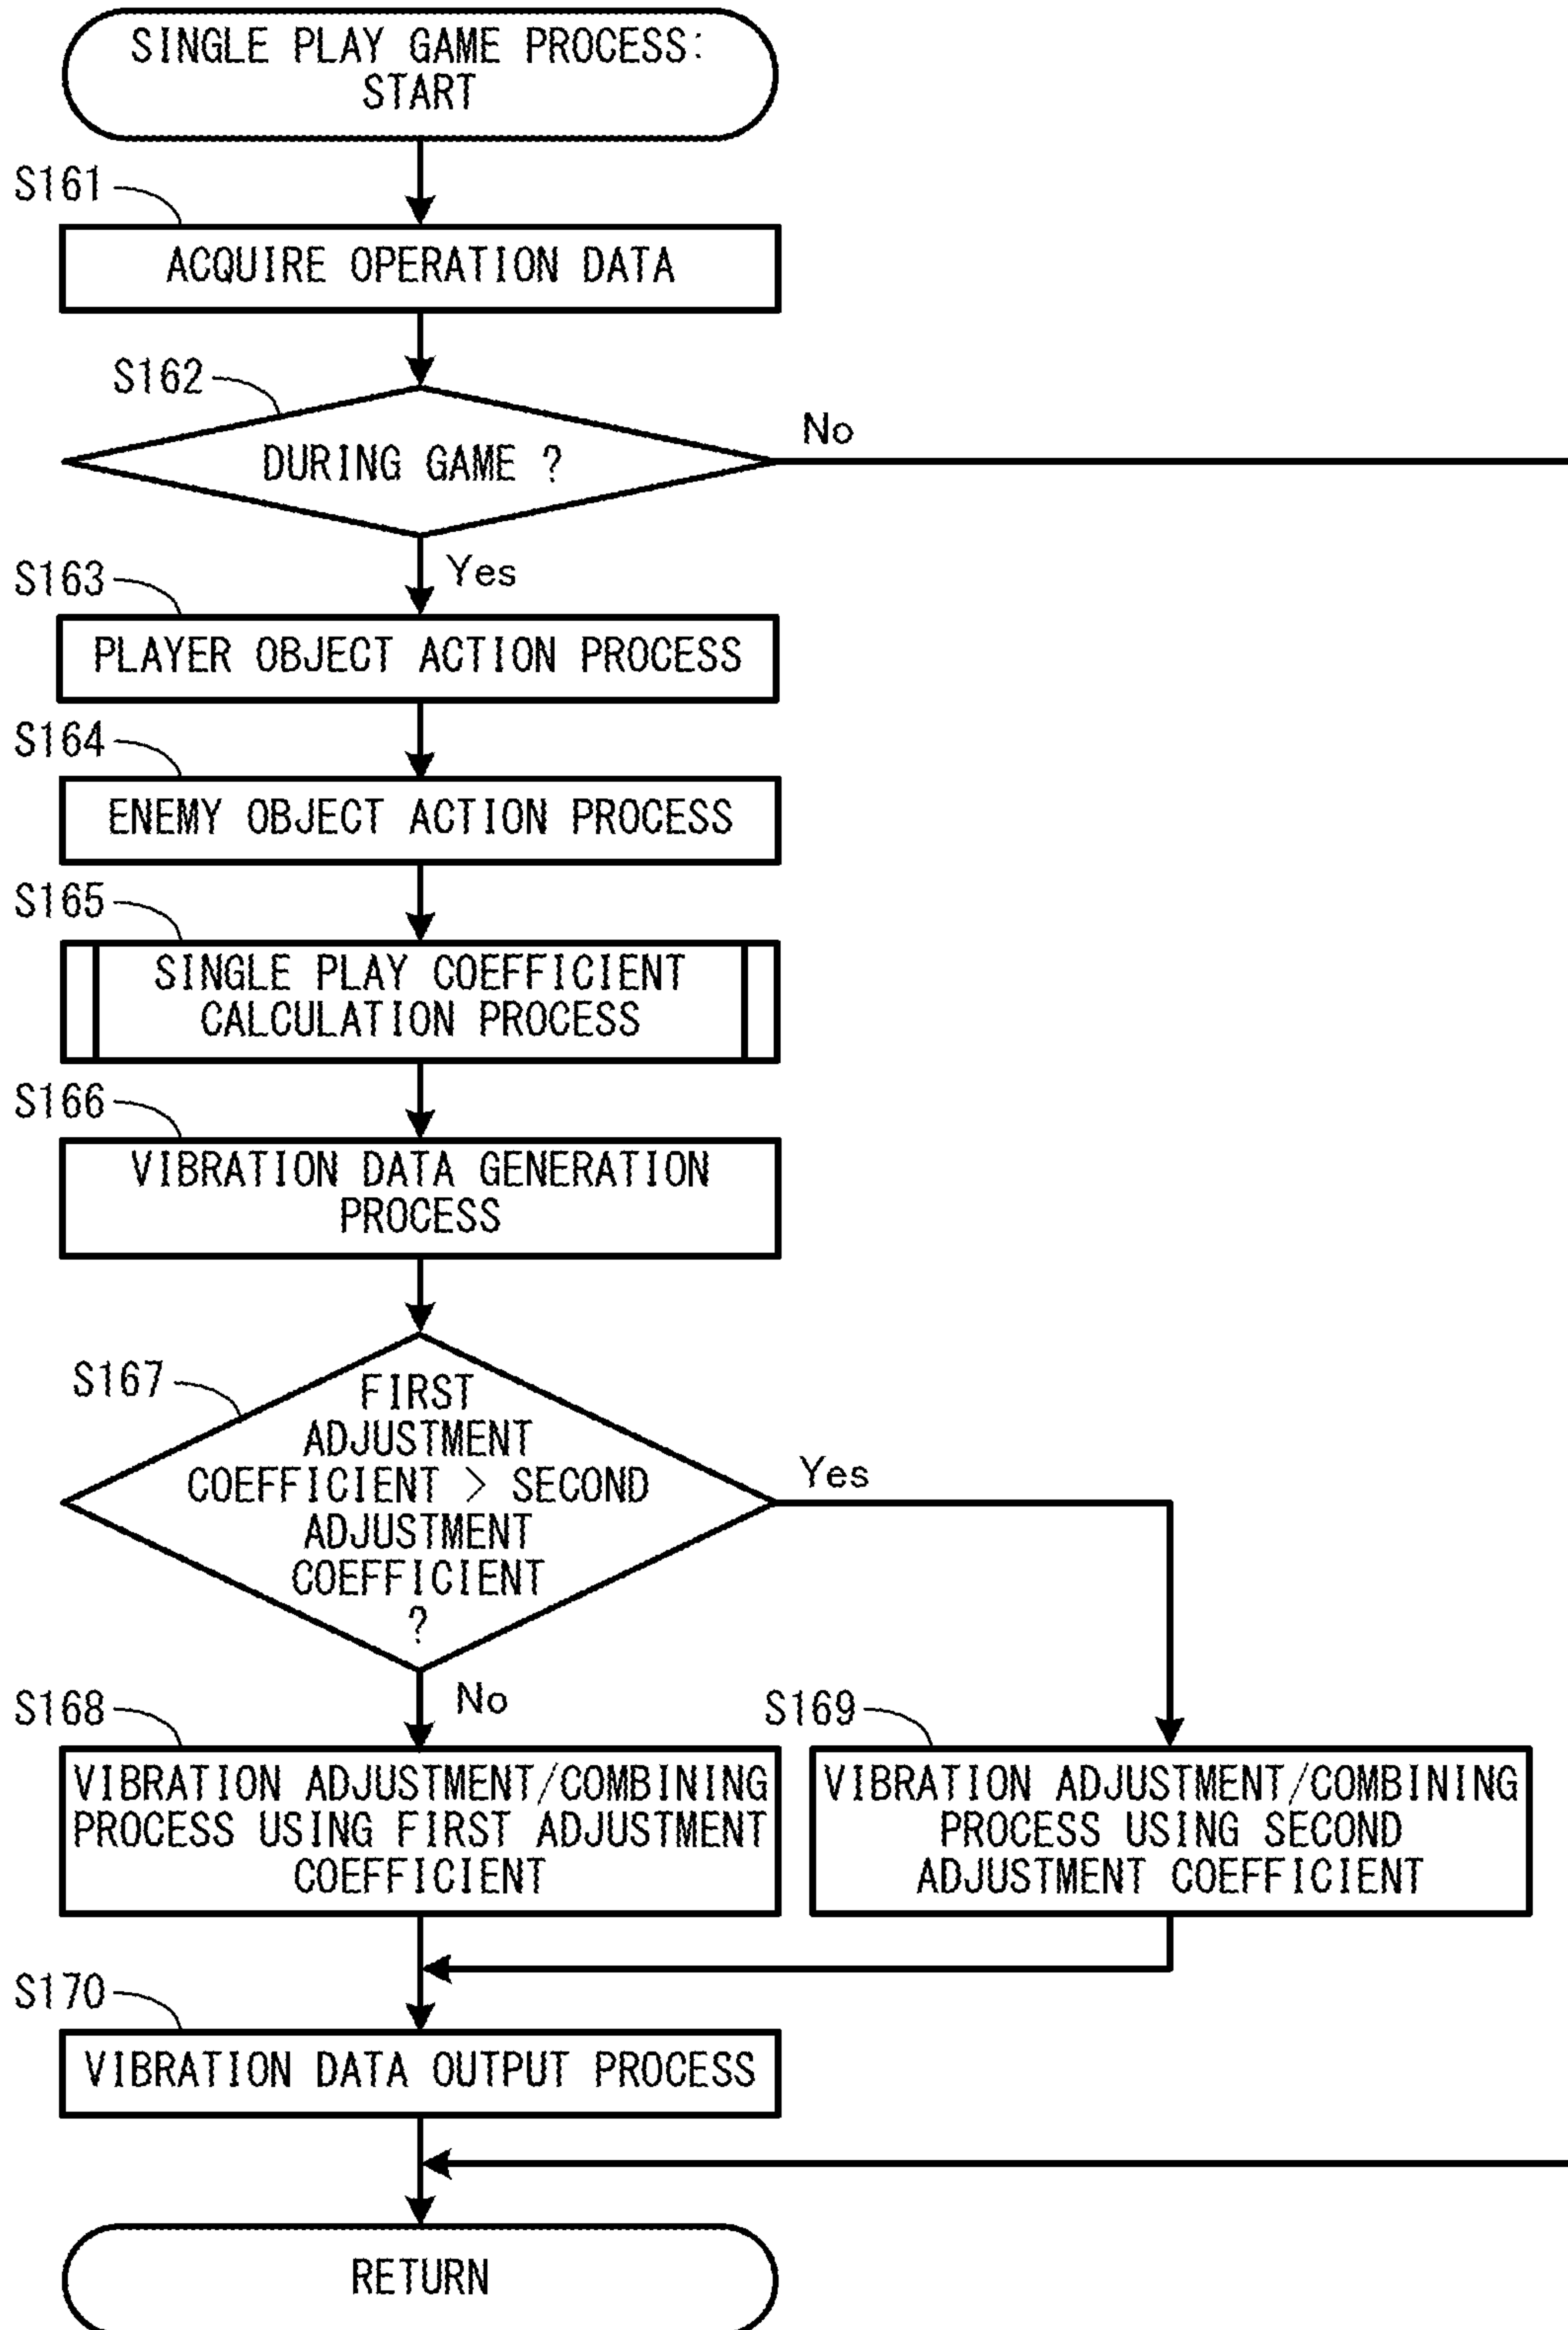 SINGLE PLAY GAME PROCESS:
START
S161
ACQUIRE OPERATION DATA
S162
DURING GAME ?
No
Yes
S163
PLAYER OBJECT ACTION PROCESS
S164
ENEMY OBJECT ACTION PROCESS
S165
SINGLE PLAY COEFFICIENT
CALCULATION PROCESS
S166
VIBRATION DATA GENERATION
PROCESS
S167
FIRST
ADJUSTMENT
COEFFICIENT > SECOND
ADJUSTMENT
COEFFICIENT
?
Yes
No
S168
VIBRATION ADJUSTMENT/COMBINING
PROCESS USING FIRST ADJUSTMENT
COEFFICIENT
S169
VIBRATION ADJUSTMENT/COMBINING
PROCESS USING SECOND
ADJUSTMENT COEFFICIENT
S170
VIBRATION DATA OUTPUT PROCESS
RETURN